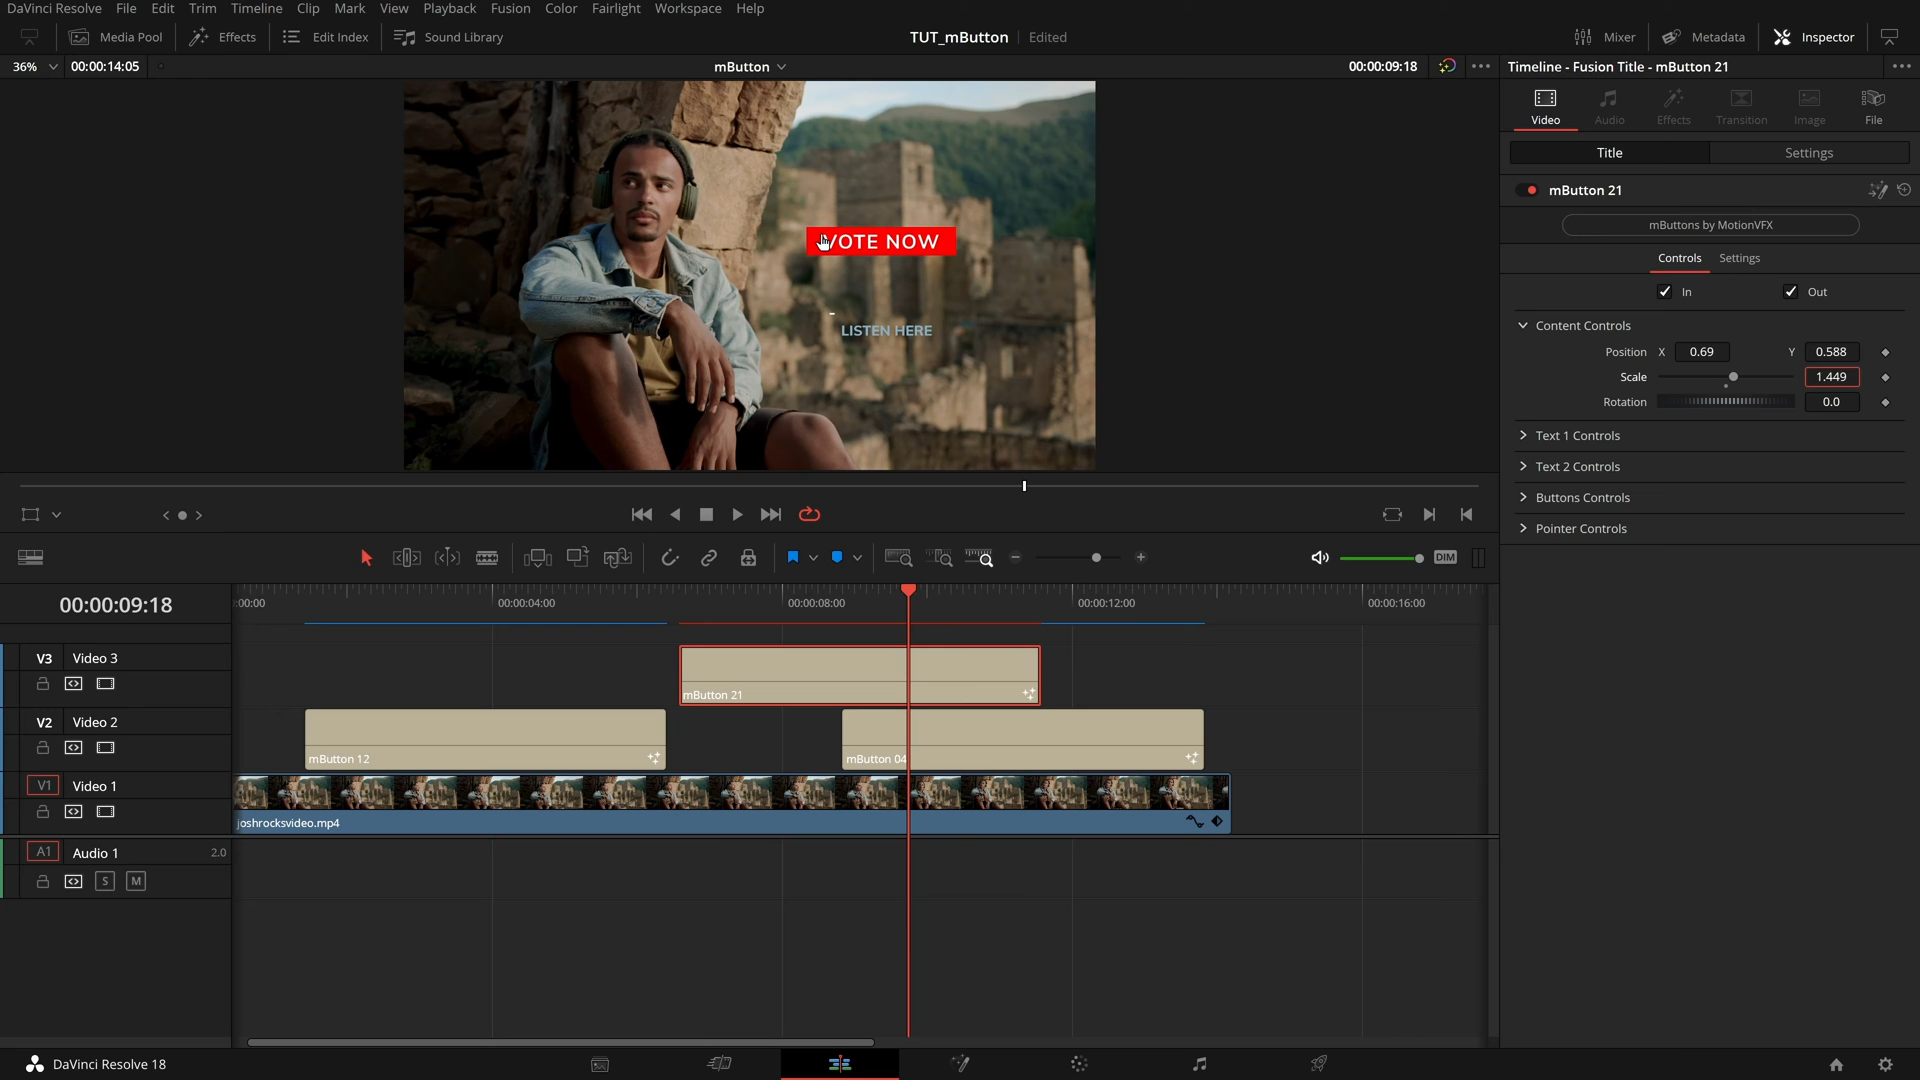 DaVinci Resolve File Edit Trim Timeline Clip Mark View Playback Fusion Color Fairlight Workspace Help
Media Pool Effects Edit Index Sound Library TUT_mButton Edited Mixer Metadata Inspector
36% 00:00:14:05 mButton 00:00:09:18 Timeline - Fusion Title - mButton 21
Video Audio Effects Transition Image File
Title Settings
mButton 21
mButtons by MotionVFX
Controls Settings
In Out
Content Controls
Position X 0.69 Y 0.588
Scale 1.449
Rotation 0.0
Text 1 Controls
Text 2 Controls
Buttons Controls
Pointer Controls
VOTE NOW
LISTEN HERE
DIM
00:00:09:18
:00:00 00:00:04:00 00:00:08:00 00:00:12:00 00:00:16:00
V3 Video 3
mButton 21
V2 Video 2
mButton 12 mButton 04
V1 Video 1
joshrocksvideo.mp4
A1 Audio 1 2.0
S M
DaVinci Resolve 18